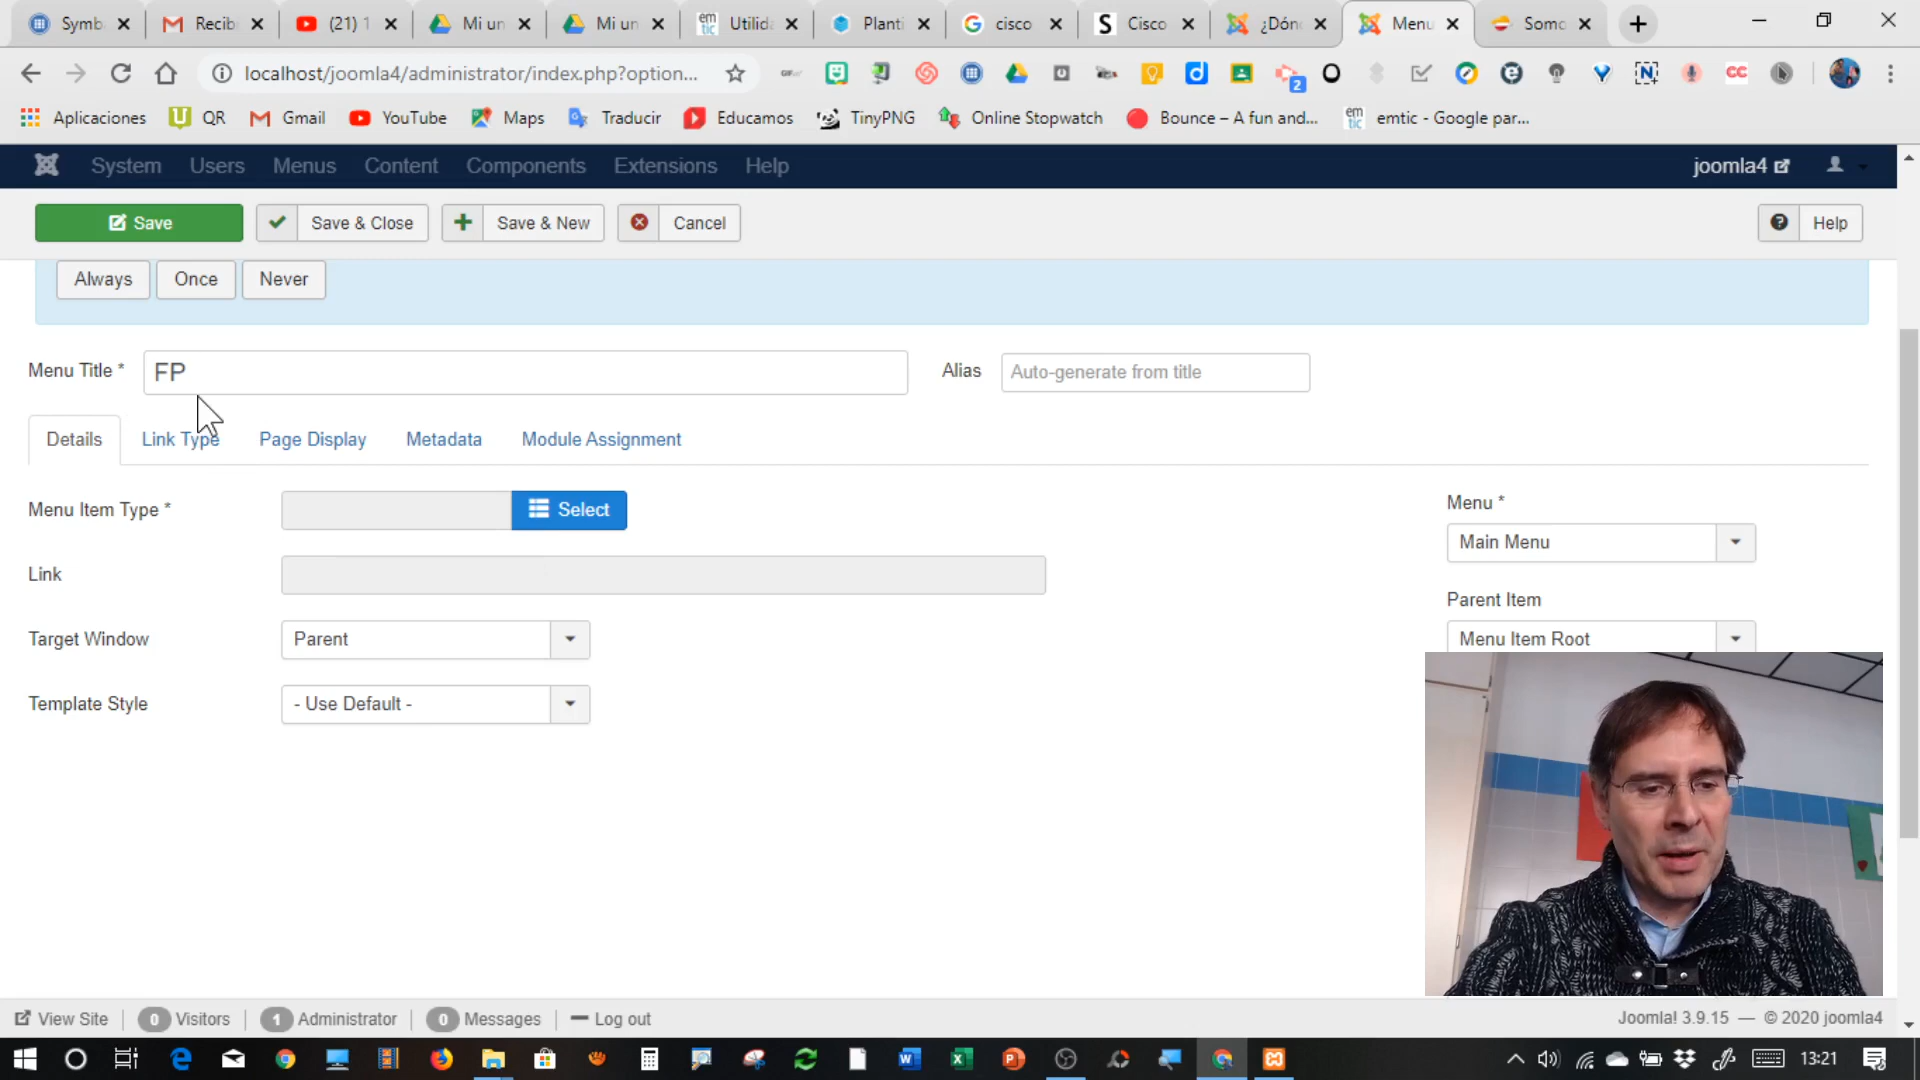 Symb
Recib
(21) 1
Mi un
Mi un
emtic
Utilida
Planti
cisco
Cisco
¿Dón
Menu
Somo
localhost/joomla4/administrator/index.php?option...
Aplicaciones
QR
Gmail
YouTube
Maps
Traducir
Educamos
TinyPNG
Online Stopwatch
Bounce – A fun and...
emtic - Google par...
System Users Menus Content Components Extensions Help
joomla4
Save
Save & Close
Save & New
Cancel
Help
Always Once Never
Menu Title * FP
Alias Auto-generate from title
Details Link Type Page Display Metadata Module Assignment
Menu Item Type * Select
Menu *
Main Menu
Link
Parent Item
Target Window Parent
Menu Item Root
Template Style - Use Default -
View Site 0 Visitors 1 Administrator 0 Messages Log out
Joomla! 3.9.15 — © 2020 joomla4
13:21